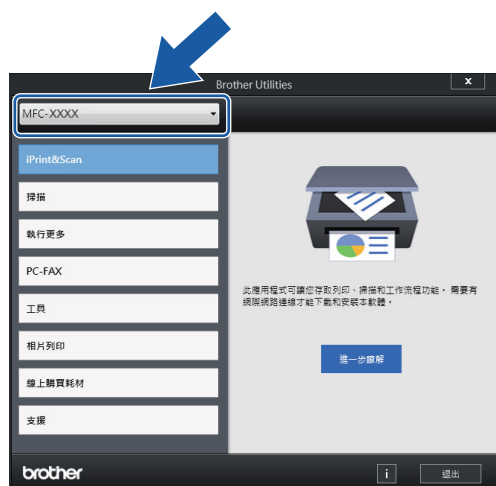 Brother Utilities
x
MFC-XXXX
iPrint&Scan
掃描
執行更多
PC-FAX
工具
相片列印
線上購買耗材
支援
此應用程式可讓您存取列印、掃描和工作流程功能。 需要有
網際網路連線才能下載和安裝本軟體。
進一步瞭解
brother
i
退出